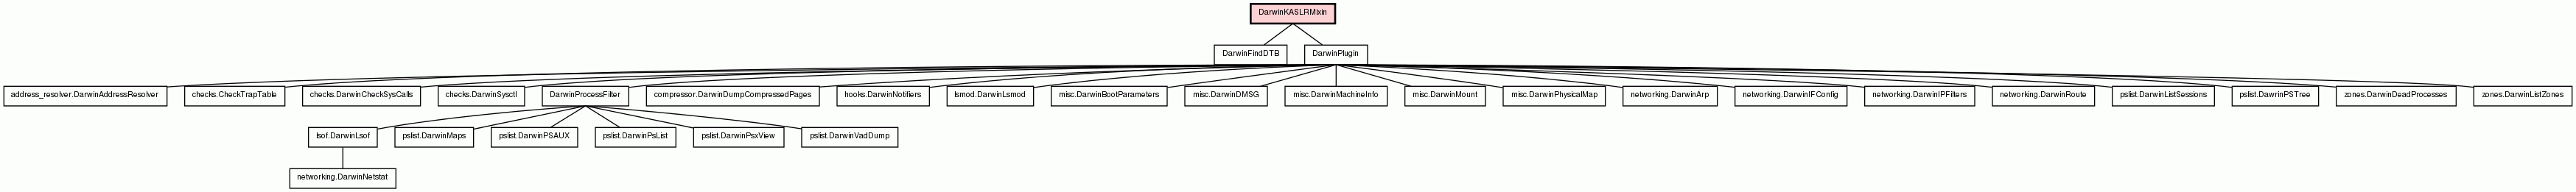 DarwinKASLRMixin
DarwinFindDTB
DarwinPlugin
address_resolver.DarwinAddressResolver
checks.CheckTrapTable
checks.DarwinCheckSysCalls
checks.DarwinSysctl
DarwinProcessFilter
compressor.DarwinDumpCompressedPages
hooks.DarwinNotifiers
lsmod.DarwinLsmod
misc.DarwinBootParameters
misc.DarwinDMSG
misc.DarwinMachineInfo
misc.DarwinMount
misc.DarwinPhysicalMap
networking.DarwinArp
networking.DarwinIFConfig
networking.DarwinIPFilters
networking.DarwinRoute
pslist.DarwinListSessions
pslist.DawrinPSTree
zones.DarwinDeadProcesses
zones.DarwinListZones
lsof.DarwinLsof
pslist.DarwinMaps
pslist.DarwinPSAUX
pslist.DarwinPsList
pslist.DarwinPsxView
pslist.DarwinVadDump
networking.DarwinNetstat